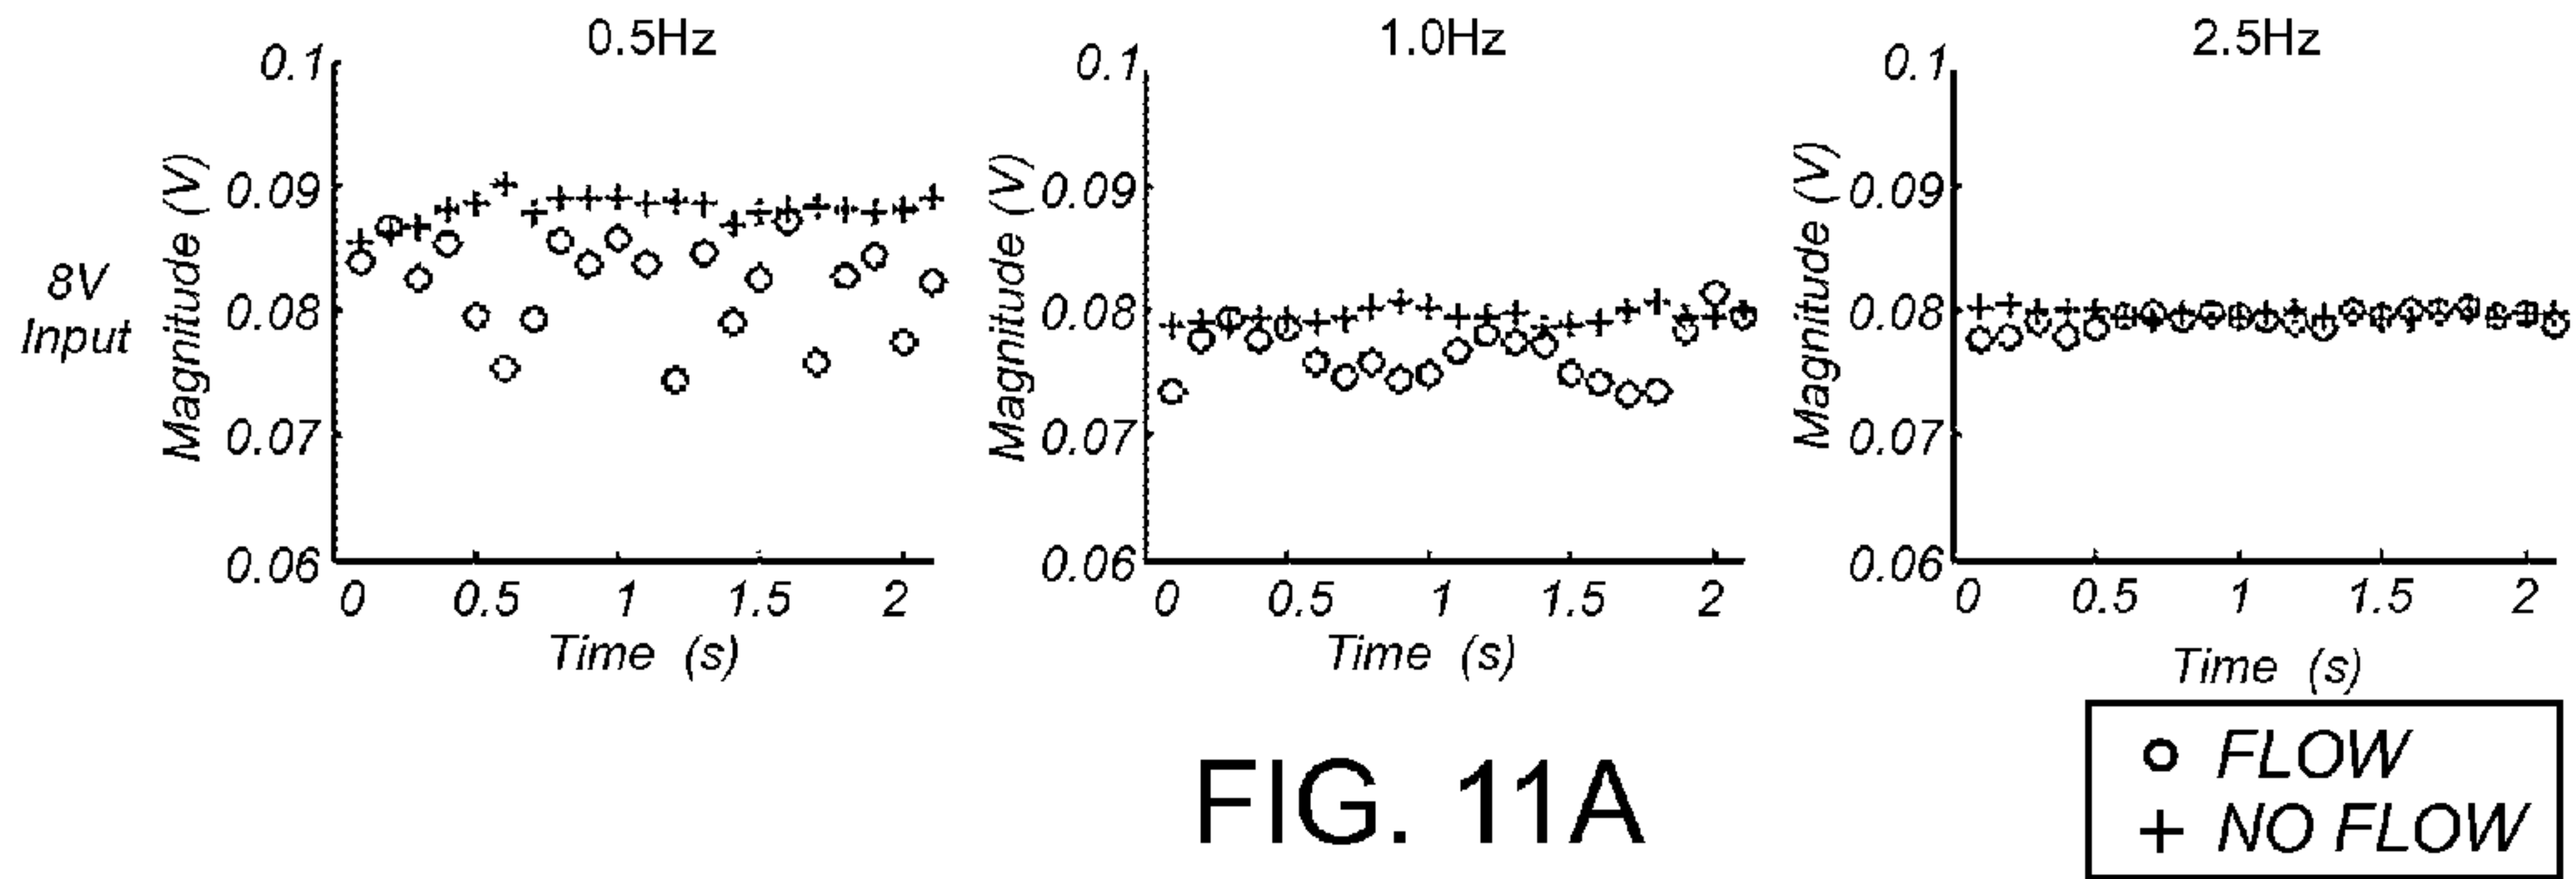 0.5Hz
0.1
0.09
0.08
0.07
0.06
Magnitude (V)
0 0.5 1 1.5 2
Time (s)
8V
Input
1.0Hz
0.1
0.09
0.08
0.07
0.06
Magnitude (V)
0 0.5 1 1.5 2
Time (s)
2.5Hz
0.1
0.09
0.08
0.07
0.06
Magnitude (V)
0 0.5 1 1.5 2
Time (s)
FLOW
NO FLOW
FIG. 11A